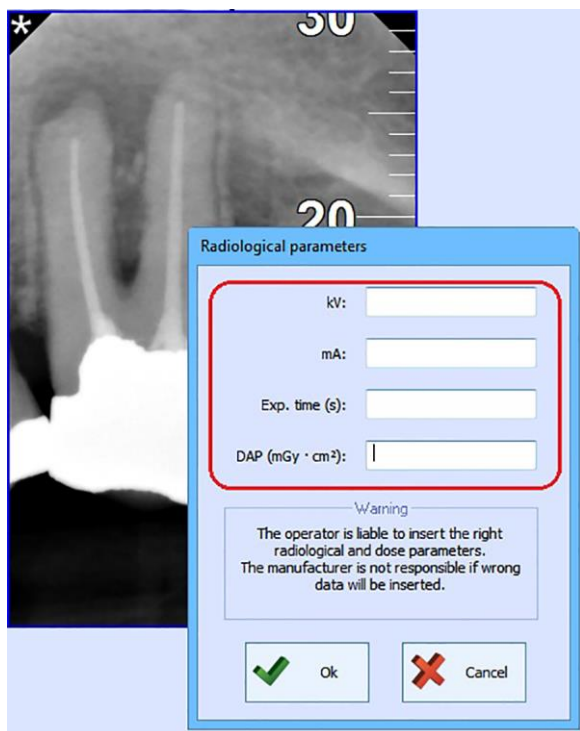 *
30
20
Radiological parameters
kV:
mA:
Exp. time (s):
DAP (mGy · cm²):
Warning
The operator is liable to insert the right
radiological and dose parameters.
The manufacturer is not responsible if wrong
data will be inserted.
Ok
Cancel